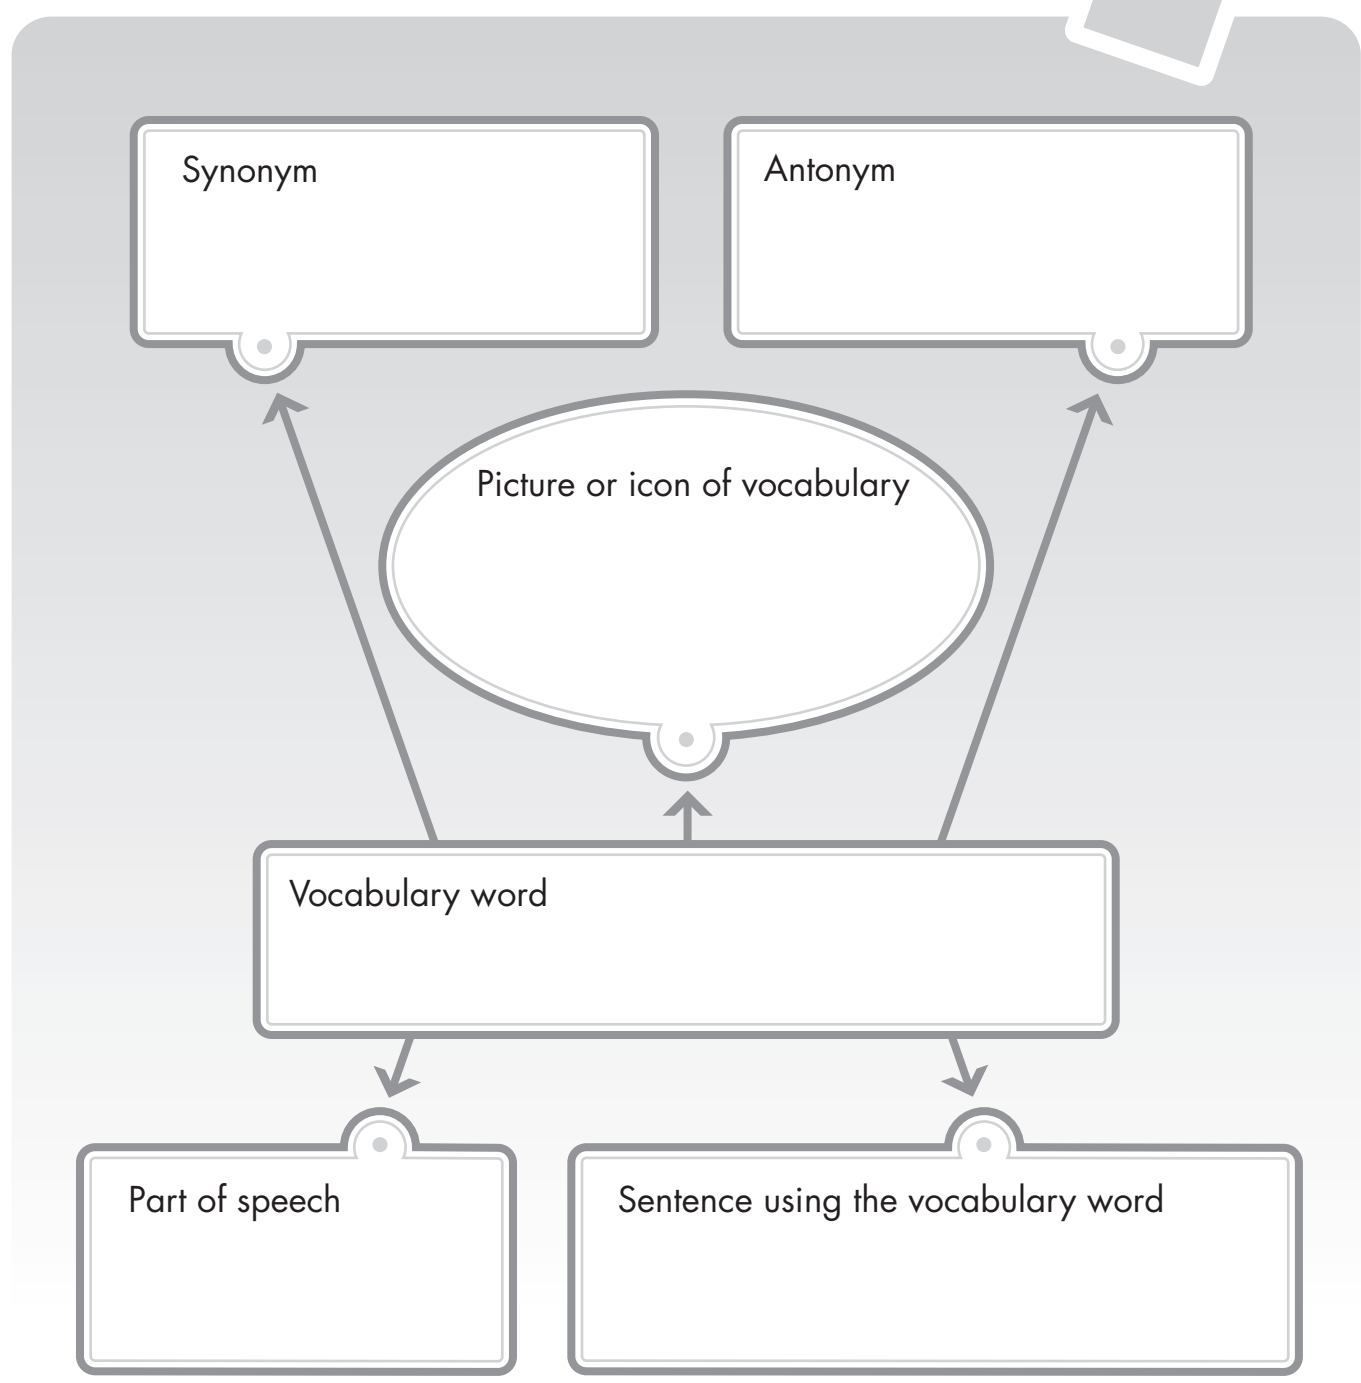 Synonym
Antonym
Picture or icon of vocabulary
Vocabulary word
Part of speech
Sentence using the vocabulary word